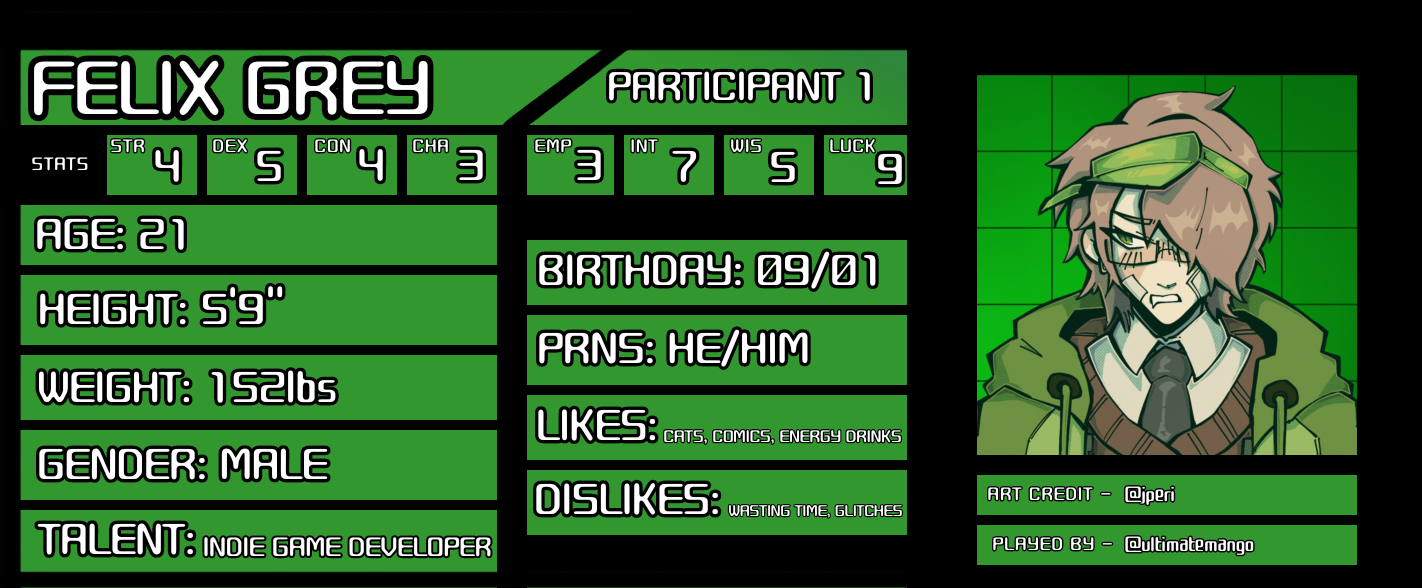 FELIX GREY
PARTICIPANT 1
STATS STR 4 DEX 5 CON 4 CHA 3 EMP 3 INT 7 WIS 5 LUCK 9
AGE: 21
HEIGHT: 5'9"
WEIGHT: 152lbs
GENDER: MALE
TALENT: INDIE GAME DEVELOPER
BIRTHDAY: 09/01
PRNS: HE/HIM
LIKES: CATS, COMICS, ENERGY DRINKS
DISLIKES: WASTING TIME, GLITCHES
ART CREDIT - @jperi
PLAYED BY - @ultimatemango